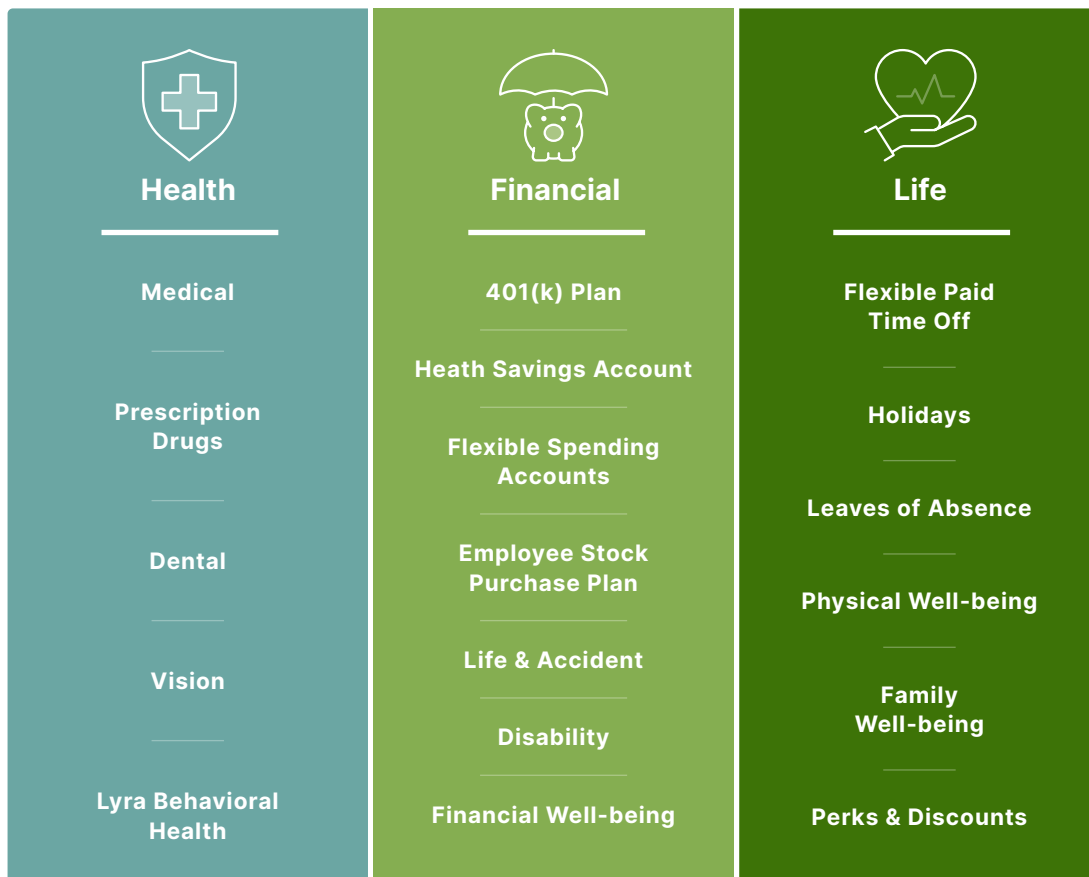 Health
Medical
Prescription
Drugs
Dental
Vision
Lyra Behavioral
Health
Financial
401(k) Plan
Heath Savings Account
Flexible Spending
Accounts
Employee Stock
Purchase Plan
Life & Accident
Disability
Financial Well-being
Life
Flexible Paid
Time Off
Holidays
Leaves of Absence
Physical Well-being
Family
Well-being
Perks & Discounts